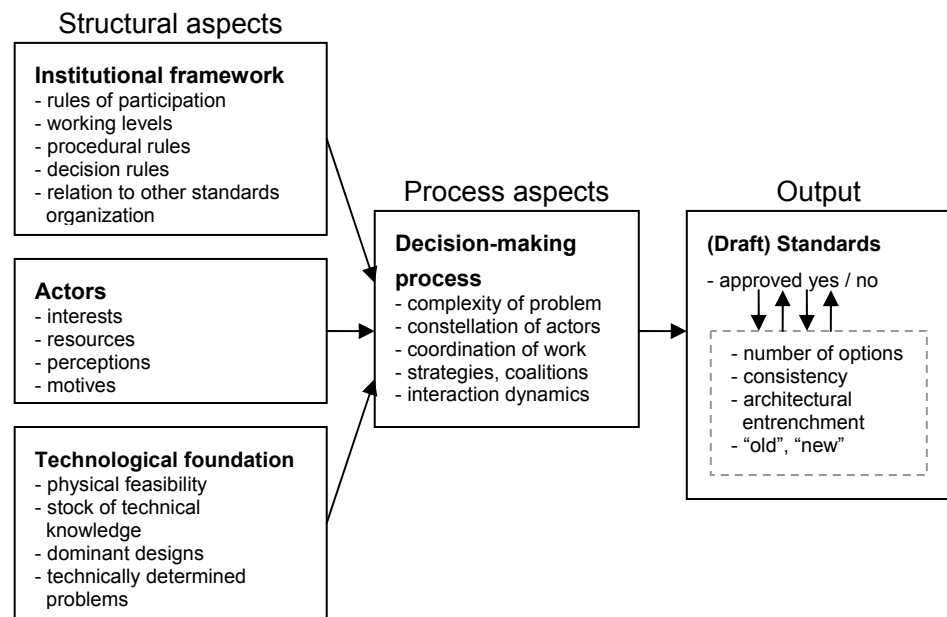 Structural aspects
Institutional framework
- rules of participation
- working levels
- procedural rules
- decision rules
- relation to other standards
organization
Actors
- interests
- resources
- perceptions
- motives
Technological foundation
- physical feasibility
- stock of technical
knowledge
- dominant designs
- technically determined
problems
Process aspects
Decision-making
process
- complexity of problem
- constellation of actors
- coordination of work
- strategies, coalitions
- interaction dynamics
Output
(Draft) Standards
- approved yes / no
- number of options
- consistency
- architectural
entrenchment
- “old”, “new”